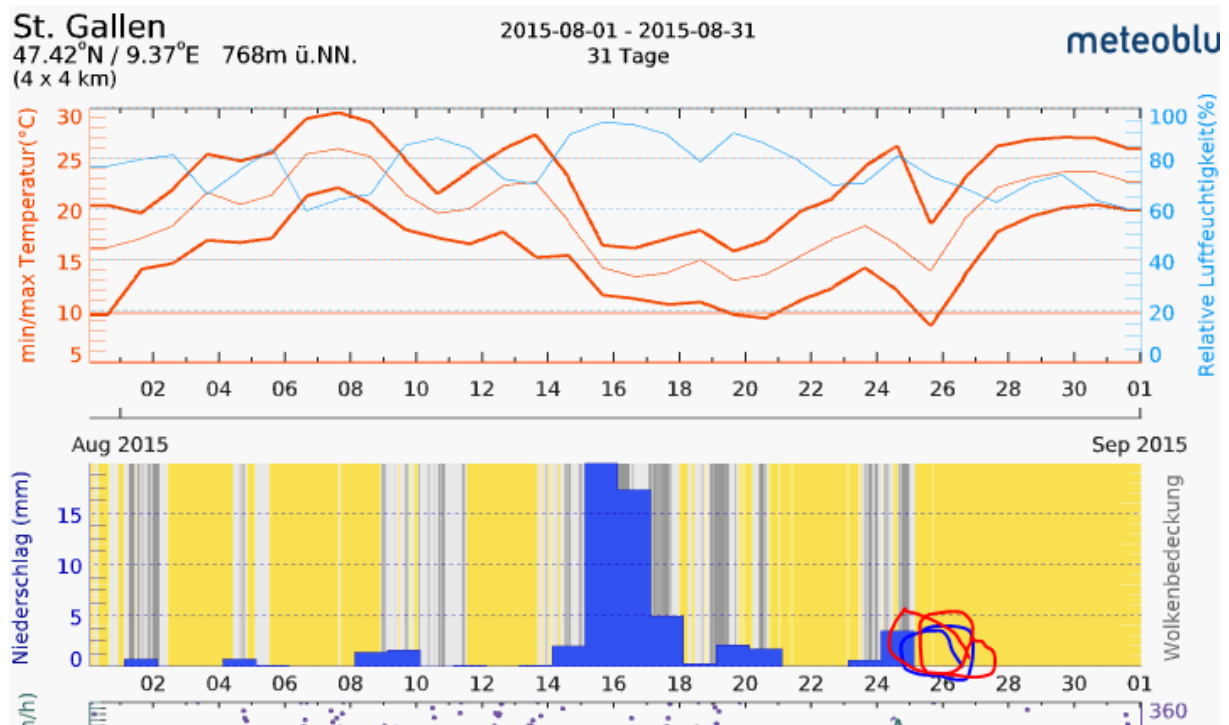 St. Gallen
47.42°N / 9.37°E 768m ü.NN.
(4 x 4 km)
2015-08-01 - 2015-08-31
31 Tage
meteoblu
min/max Temperatur(°C)
30
25
20
15
10
5
100
80
60
40
20
0
Relative Luftfeuchtigkeit(%)
02 04 06 08 10 12 14 16 18 20 22 24 26 28 30 01
Aug 2015 Sep 2015
Niederschlag (mm)
15
10
5
0
Wolkenbedeckung
02 04 06 08 10 12 14 16 18 20 22 24 26 28 30 01
n/h)
360